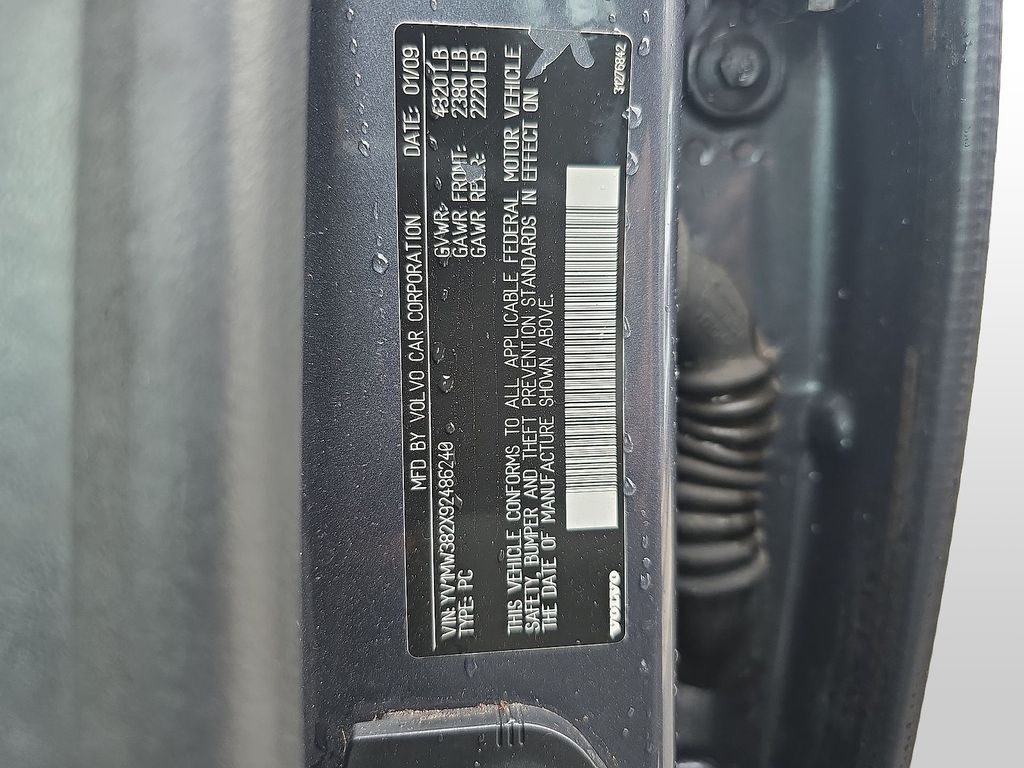 MFD BY VOLVO CAR CORPORATION DATE: 01/09
VIN: YV1MW382X92486240 GVWR: 4320 LB
TYPE: PC GAWR FRONT: 2380 LB
GAWR REAR: 2220 LB
THIS VEHICLE CONFORMS TO ALL APPLICABLE FEDERAL MOTOR VEHICLE
SAFETY, BUMPER AND THEFT PREVENTION STANDARDS IN EFFECT ON
THE DATE OF MANUFACTURE SHOWN ABOVE.
VOLVO